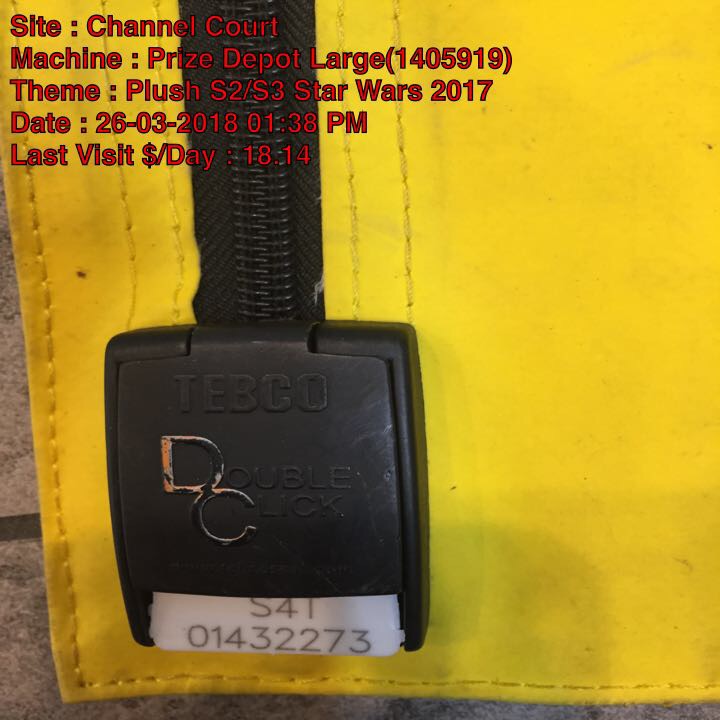 Site : Channel Court
Machine : Prize Depot Large(1405919)
Theme : Plush S2/S3 Star Wars 2017
Date : 26-03-2018 01:38 PM
Last Visit $/Day : 18.14
TEBCO
DOUBLE
CLICK
S41
01432273